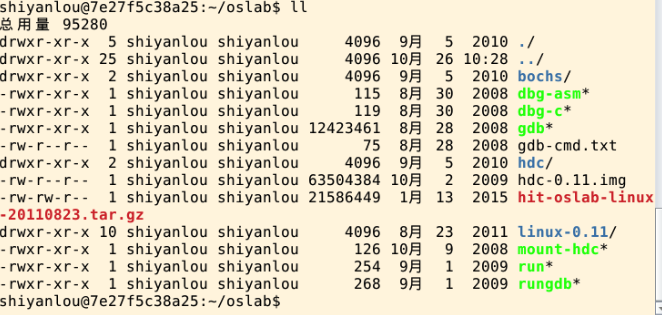 shiyanlou@7e27f5c38a25:~/oslab$ ll
总用量 95280
drwxr-xr-x  5 shiyanlou shiyanlou     4096  9月   5  2010 ./
drwxr-xr-x 25 shiyanlou shiyanlou     4096 10月  26 10:28 ../
drwxr-xr-x  2 shiyanlou shiyanlou     4096  9月   5  2010 bochs/
-rwxr-xr-x  1 shiyanlou shiyanlou      115  8月  30  2008 dbg-asm*
-rwxr-xr-x  1 shiyanlou shiyanlou      119  8月  30  2008 dbg-c*
-rwxr-xr-x  1 shiyanlou shiyanlou 12423461  8月  28  2008 gdb*
-rw-r--r--  1 shiyanlou shiyanlou       75  8月  28  2008 gdb-cmd.txt
drwxr-xr-x  2 shiyanlou shiyanlou     4096  9月   5  2010 hdc/
-rw-r--r--  1 shiyanlou shiyanlou 63504384 10月   2  2009 hdc-0.11.img
-rw-rw-r--  1 shiyanlou shiyanlou 21586449  1月  13  2015 hit-oslab-linux
-20110823.tar.gz
drwxr-xr-x 10 shiyanlou shiyanlou     4096  8月  23  2011 linux-0.11/
-rwxr-xr-x  1 shiyanlou shiyanlou      126 10月   9  2008 mount-hdc*
-rwxr-xr-x  1 shiyanlou shiyanlou      254  9月   1  2009 run*
-rwxr-xr-x  1 shiyanlou shiyanlou      268  9月   1  2009 rungdb*
shiyanlou@7e27f5c38a25:~/oslab$